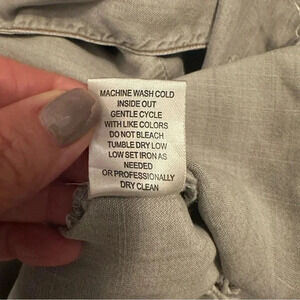 MACHINE WASH COLD
INSIDE OUT
GENTLE CYCLE
WITH LIKE COLORS
DO NOT BLEACH
TUMBLE DRY LOW
LOW SET IRON AS
NEEDED
OR PROFESSIONALLY
DRY CLEAN